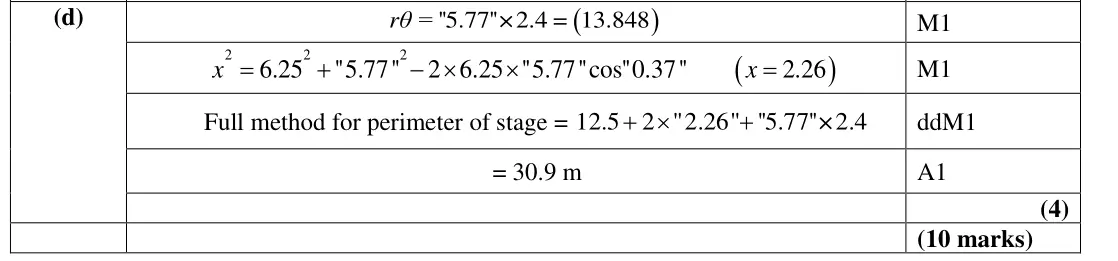 (d) rθ = "5.77"×2.4 = (13.848) M1
x² = 6.25² + "5.77"² − 2×6.25×"5.77"cos"0.37" (x = 2.26) M1
Full method for perimeter of stage = 12.5 + 2×"2.26"+ "5.77"×2.4 ddM1
= 30.9 m A1
(4)
(10 marks)